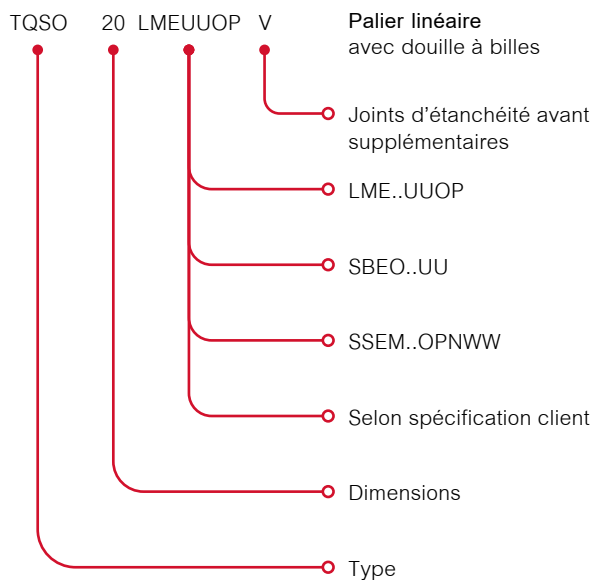 TQSO 20 LMEUUOP V
Palier linéaire
avec douille à billes
Joints d’étanchéité avant
supplémentaires
LME..UUOP
SBEO..UU
SSEM..OPNWW
Selon spécification client
Dimensions
Type